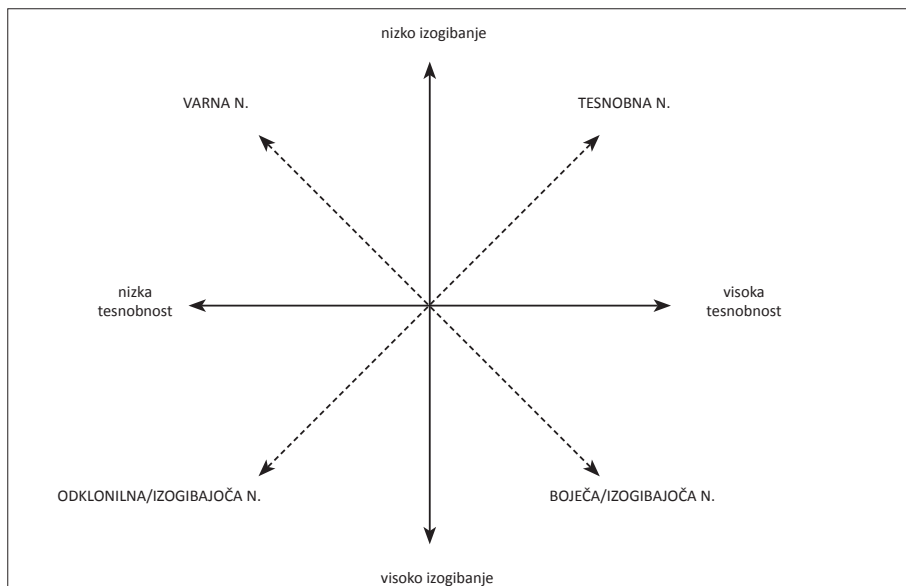 nizko izogibanje
VARNA N.
TESNOBNA N.
nizka
tesnobnost
visoka
tesnobnost
ODKLONILNA/IZOGIBAJOČA N.
BOJEČA/IZOGIBAJOČA N.
visoko izogibanje